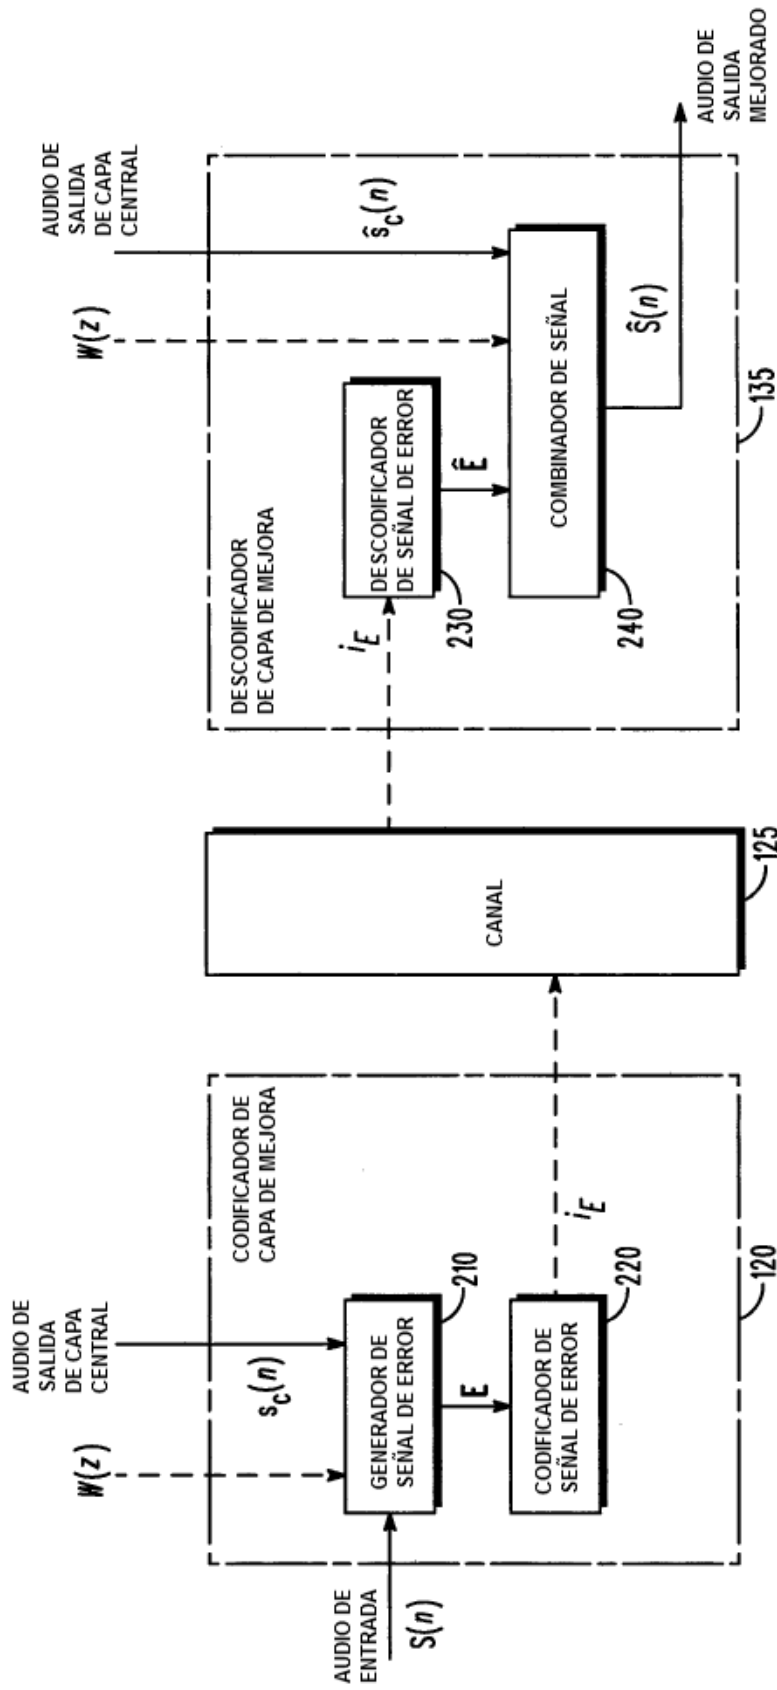 AUDIO DE
ENTRADA
S(n)
W(z)
AUDIO DE
SALIDA
DE CAPA
CENTRAL
s_C(n)
CODIFICADOR DE
CAPA DE MEJORA
GENERADOR DE
SEÑAL DE ERROR
210
E
CODIFICADOR DE
SEÑAL DE ERROR
220
i_E
120
CANAL
125
DESCODIFICADOR
DE CAPA DE MEJORA
i_E
DESCODIFICADOR
DE SEÑAL DE ERROR
230
Ê
W(z)
AUDIO DE
SALIDA
DE CAPA
CENTRAL
ŝ_C(n)
COMBINADOR DE SEÑAL
240
Ŝ(n)
135
AUDIO DE
SALIDA
MEJORADO